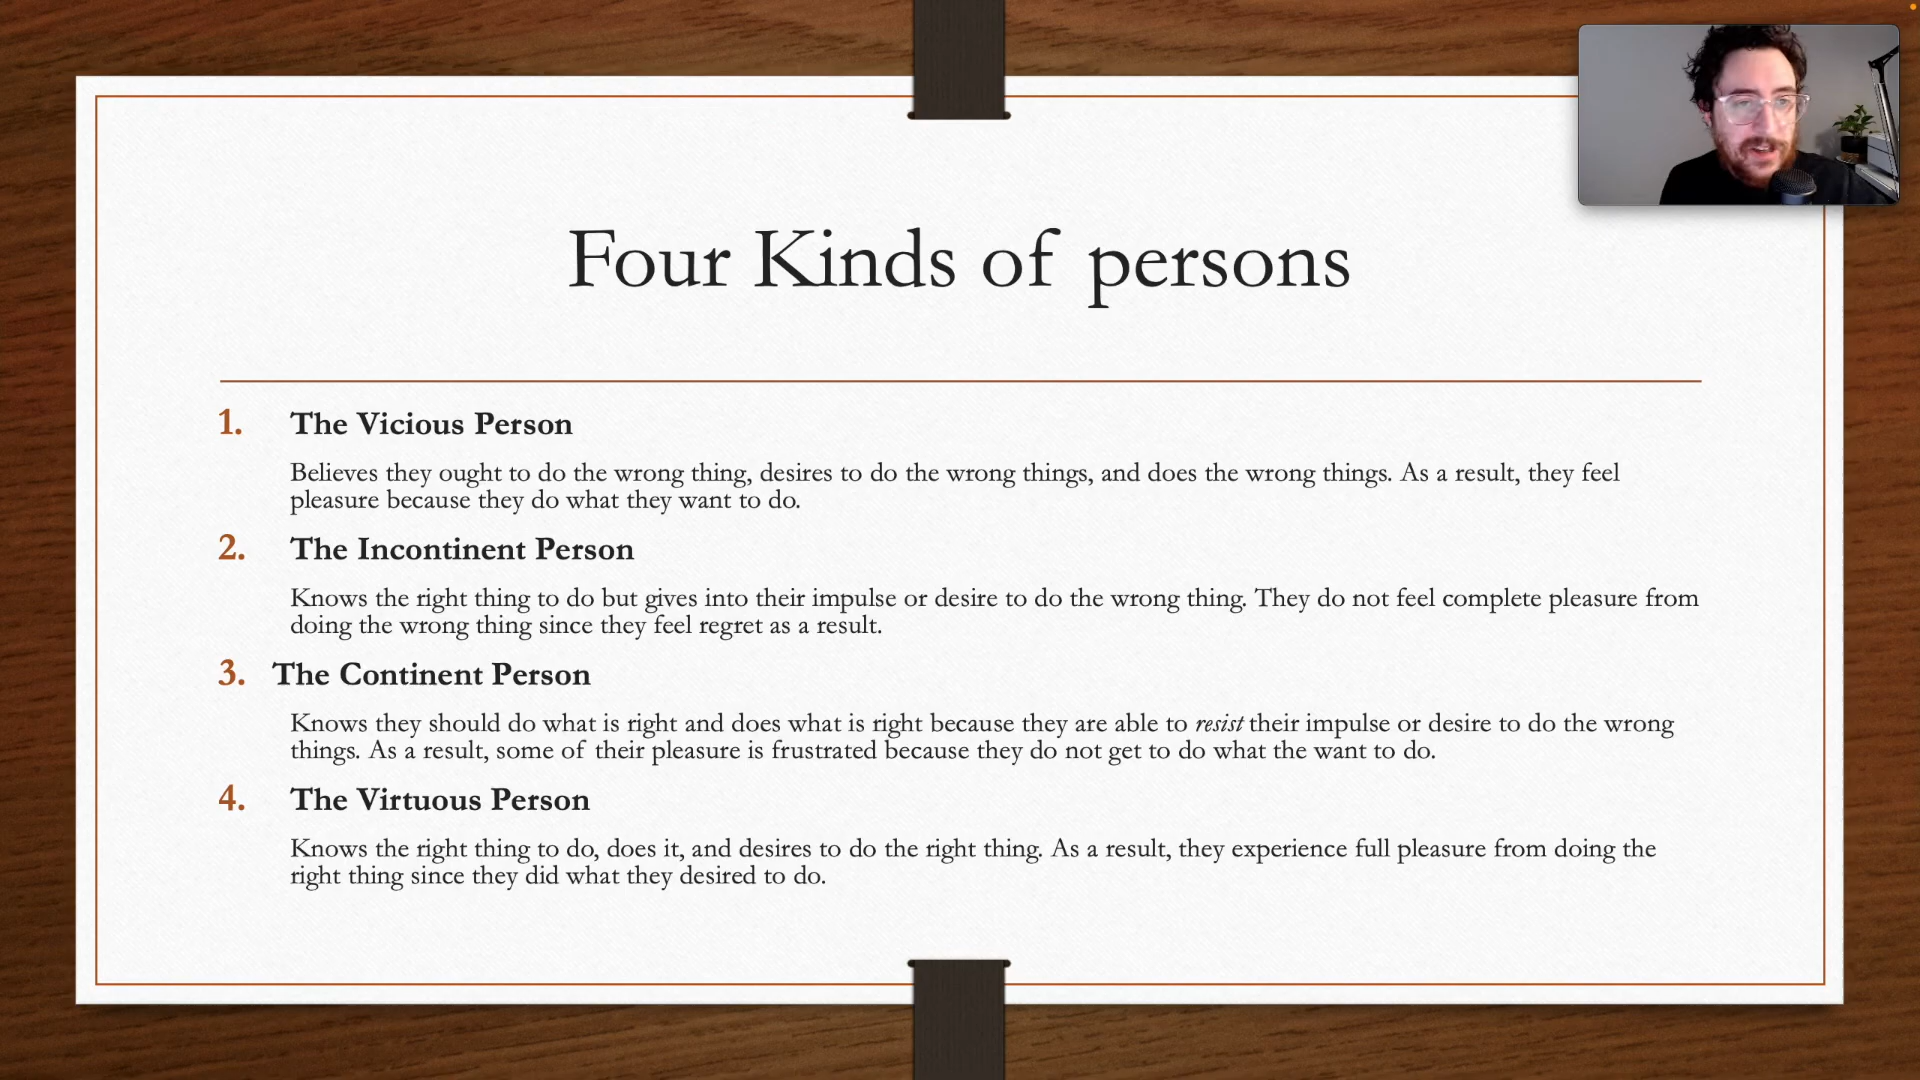 Four Kinds of persons
1. The Vicious Person
Believes they ought to do the wrong thing, desires to do the wrong things, and does the wrong things. As a result, they feel
pleasure because they do what they want to do.
2. The Incontinent Person
Knows the right thing to do but gives into their impulse or desire to do the wrong thing. They do not feel complete pleasure from
doing the wrong thing since they feel regret as a result.
3. The Continent Person
Knows they should do what is right and does what is right because they are able to resist their impulse or desire to do the wrong
things. As a result, some of their pleasure is frustrated because they do not get to do what the want to do.
4. The Virtuous Person
Knows the right thing to do, does it, and desires to do the right thing. As a result, they experience full pleasure from doing the
right thing since they did what they desired to do.